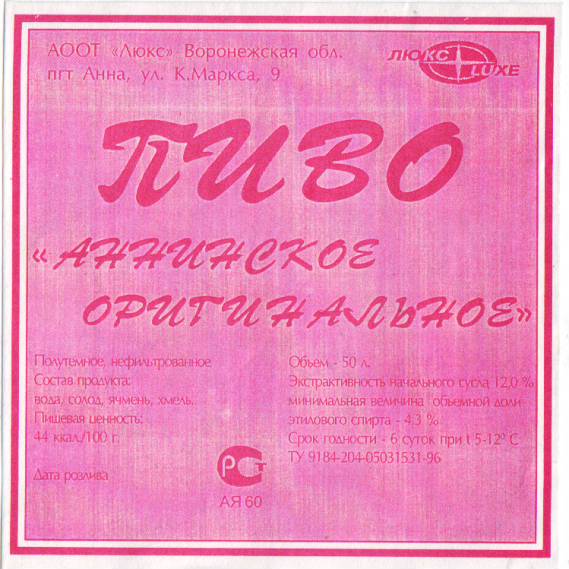 АООТ «Люкс» Воронежская обл.
пгт Анна, ул. К.Маркса, 9
ЛЮКС
LUXE
ПИВО
«АННИНСКОЕ
ОРИГИНАЛЬНОЕ»
Полутемное, нефильтрованное
Состав продукта:
вода, солод, ячмень, хмель.
Пишевая ценность:
44 ккал./100 г.
Дата розлива
Объем - 50 л.
Экстрактивность начального сусла 12,0 %
минимальная величина объемной доли
этилового спирта - 4,3 %
Срок годности - 6 суток при t 5-12° С
ТУ 9184-204-05031531-96
РСТ
АЯ 60